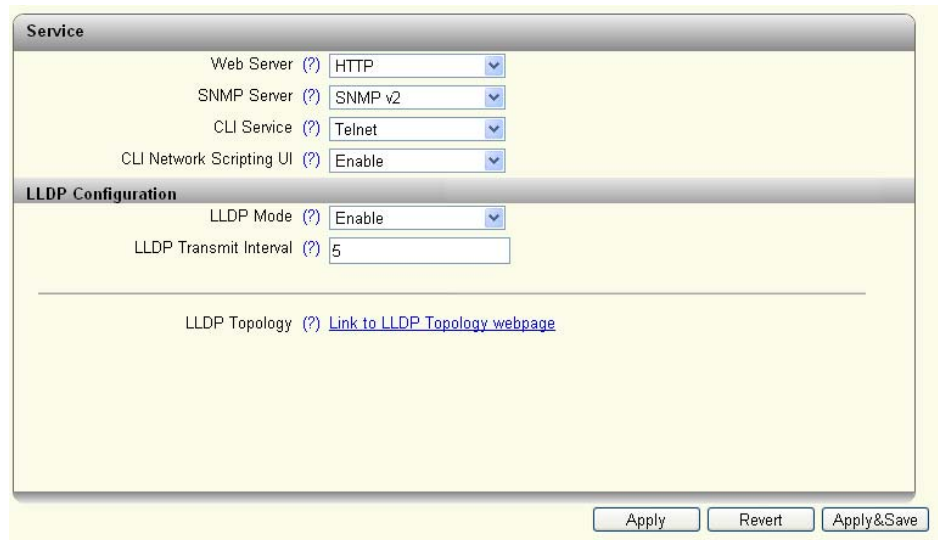 Service
Web Server (?) HTTP
SNMP Server (?) SNMP v2
CLI Service (?) Telnet
CLI Network Scripting UI (?) Enable
LLDP Configuration
LLDP Mode (?) Enable
LLDP Transmit Interval (?) 5
LLDP Topology (?) Link to LLDP Topology webpage
Apply Revert Apply&Save